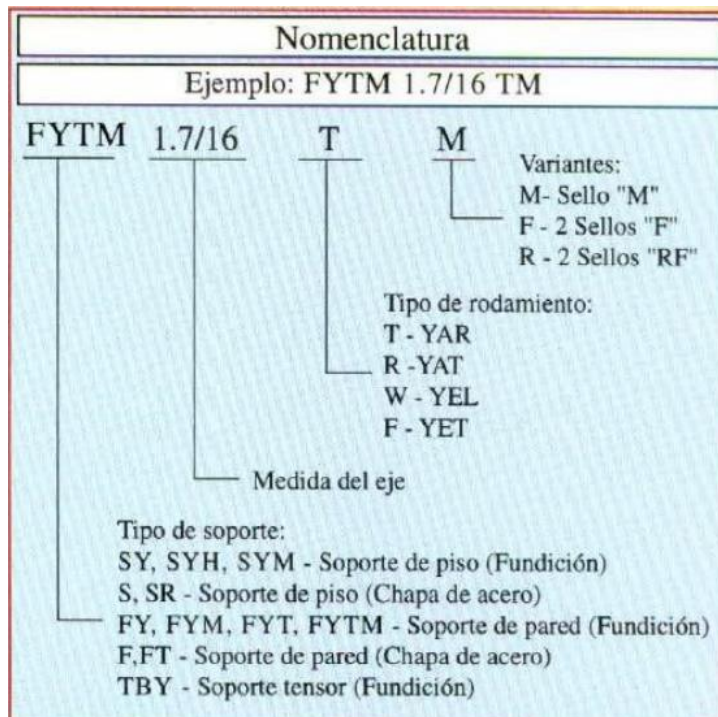 Nomenclatura
Ejemplo: FYTM 1.7/16 TM
FYTM 1.7/16 T M
Variantes:
M- Sello "M"
F - 2 Sellos "F"
R - 2 Sellos "RF"
Tipo de rodamiento:
T - YAR
R -YAT
W - YEL
F - YET
Medida del eje
Tipo de soporte:
SY, SYH, SYM - Soporte de piso (Fundición)
S, SR - Soporte de piso (Chapa de acero)
FY, FYM, FYT, FYTM - Soporte de pared (Fundición)
F,FT - Soporte de pared (Chapa de acero)
TBY - Soporte tensor (Fundición)